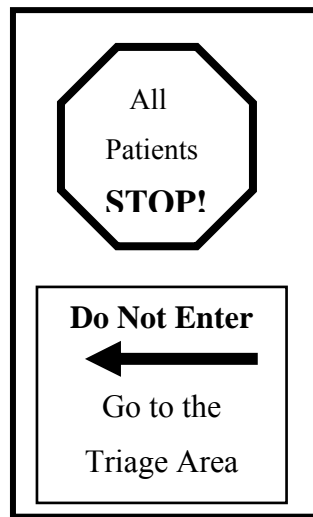 All
Patients
STOP!
Do Not Enter
Go to the
Triage Area